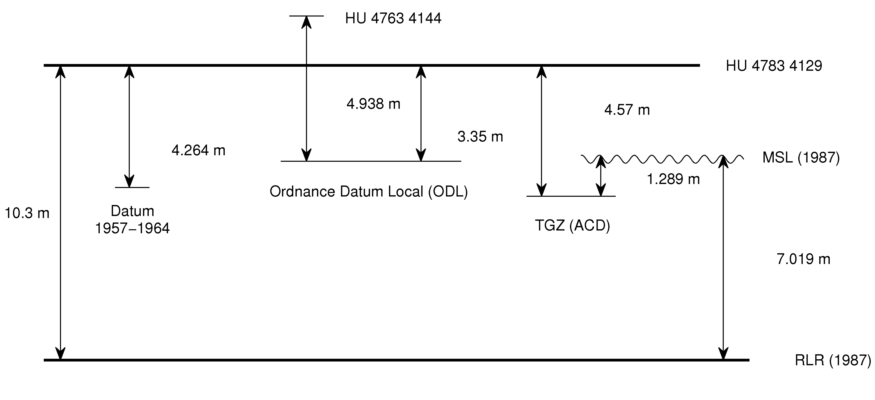 HU 4763 4144
HU 4783 4129
4.938 m
4.57 m
3.35 m
4.264 m
MSL (1987)
1.289 m
Ordnance Datum Local (ODL)
10.3 m
Datum
1957−1964
TGZ (ACD)
7.019 m
RLR (1987)